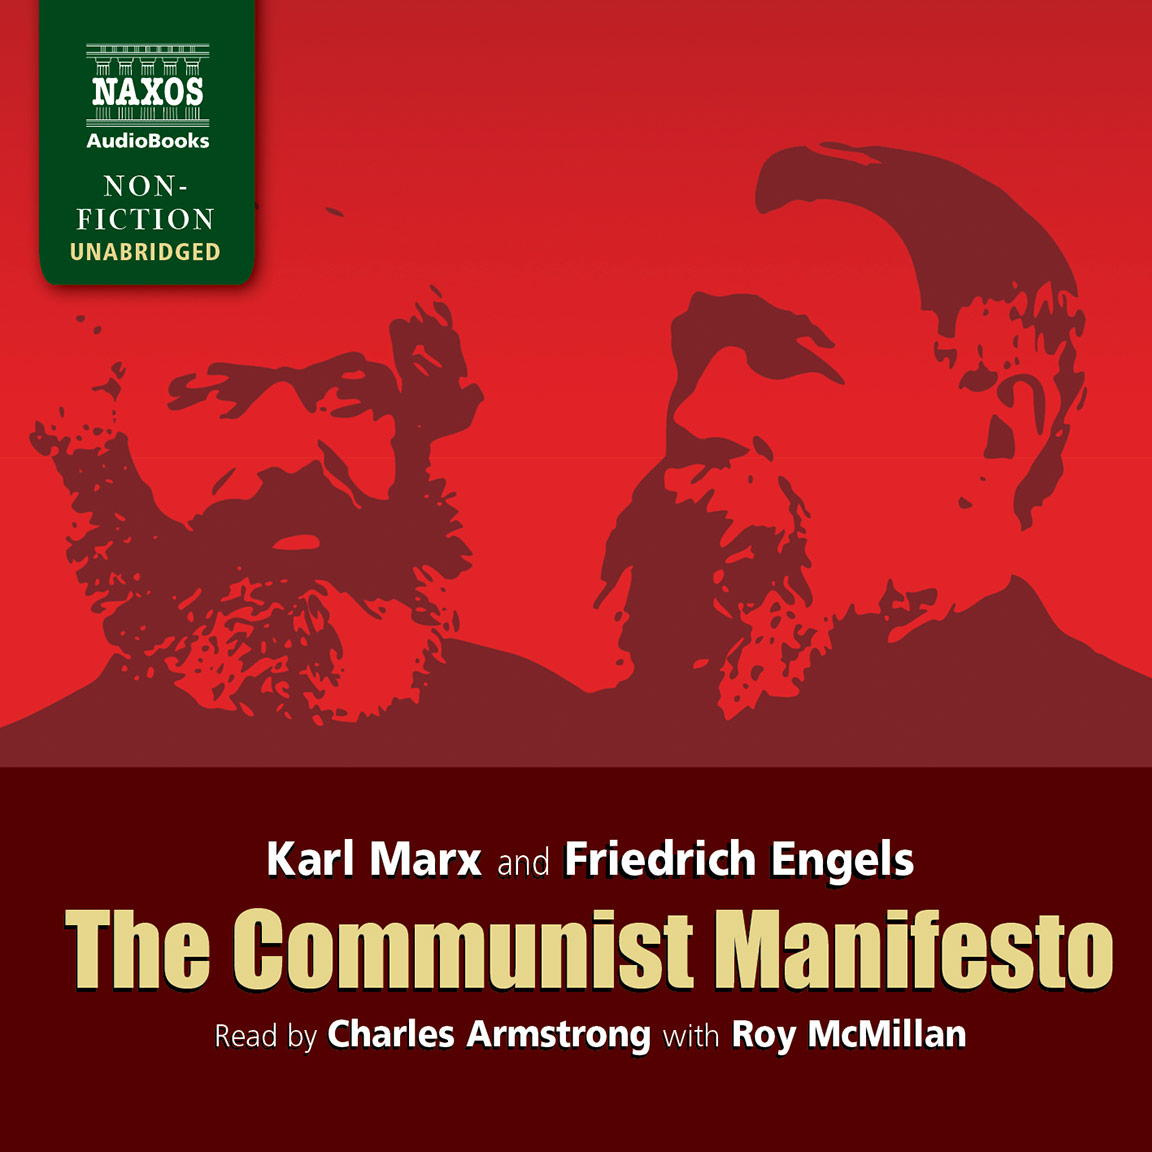 NAXOS
AudioBooks
NON-
FICTION
UNABRIDGED
Karl Marx and Friedrich Engels
The Communist Manifesto
Read by Charles Armstrong with Roy McMillan